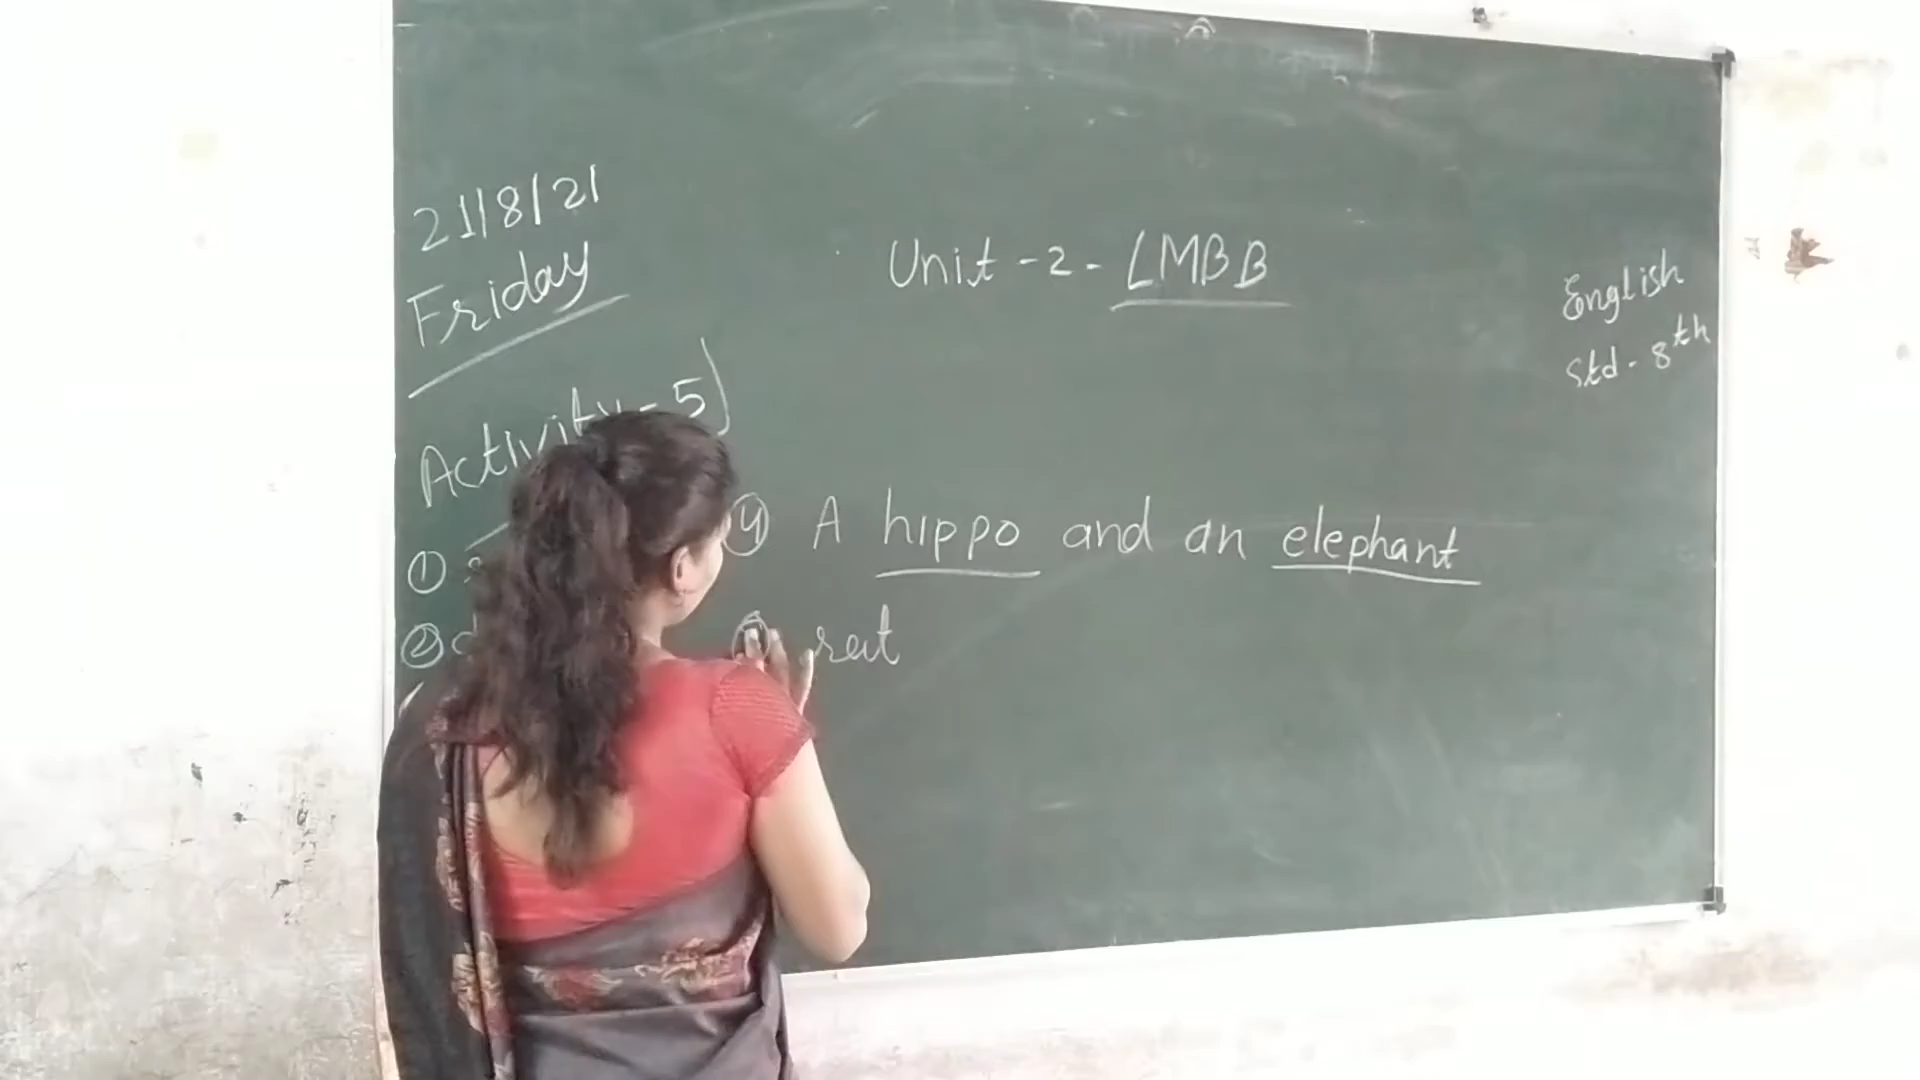 21/8/21
Friday
Unit - 2 - LMBB
English
Std - 8th
Activity - 5)
④ A hippo and an elephant
rat
①
②